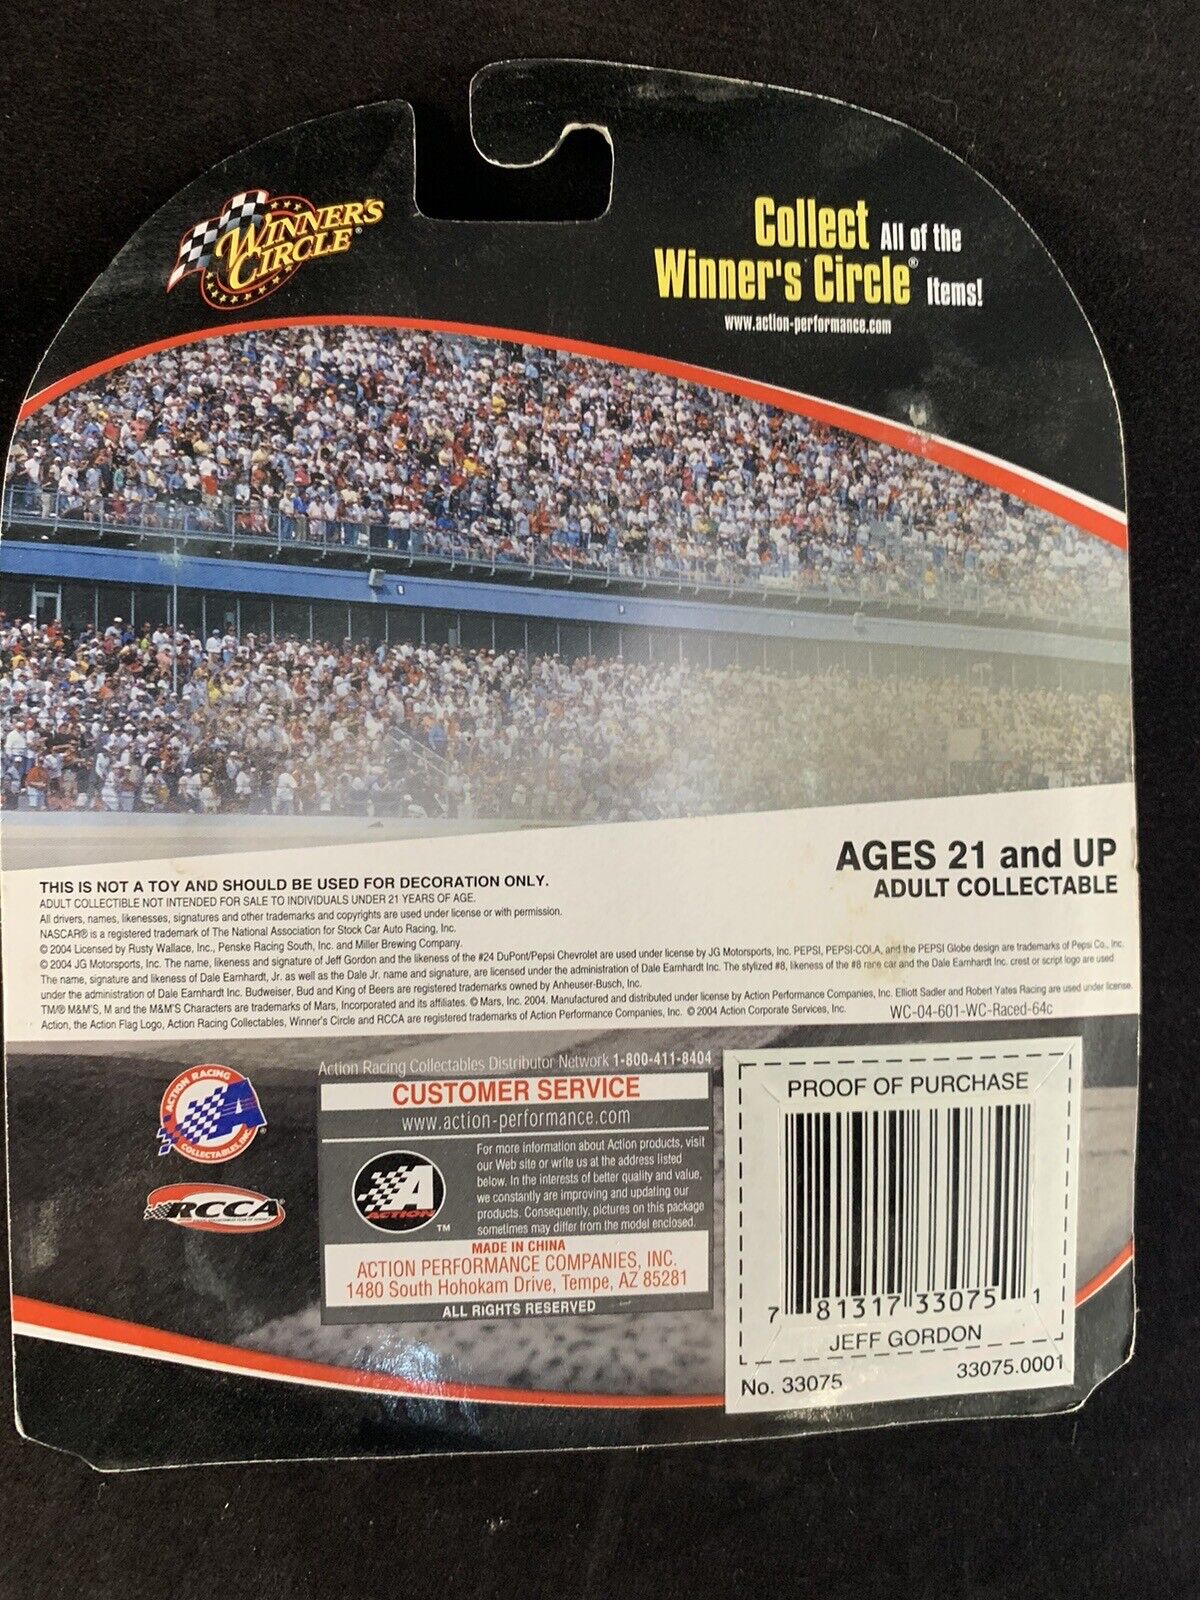 WINNER'S
CIRCLE®
Collect All of the
Winner's Circle® Items!
www.action-performance.com
AGES 21 and UP
ADULT COLLECTABLE
THIS IS NOT A TOY AND SHOULD BE USED FOR DECORATION ONLY.
ADULT COLLECTIBLE NOT INTENDED FOR SALE TO INDIVIDUALS UNDER 21 YEARS OF AGE.
All drivers, names, likenesses, signatures and other trademarks and copyrights are used under license or with permission.
NASCAR® is a registered trademark of The National Association for Stock Car Auto Racing, Inc.
© 2004 Licensed by Rusty Wallace, Inc., Penske Racing South, Inc. and Miller Brewing Company.
© 2004 JG Motorsports, Inc. The name, likeness and signature of Jeff Gordon and the likeness of the #24 DuPont/Pepsi Chevrolet are used under license by JG Motorsports, Inc. PEPSI, PEPSI-COLA, and the PEPSI Globe design are trademarks of Pepsi Co., Inc.
The name, signature and likeness of Dale Earnhardt, Jr. as well as the Dale Jr. name and signature, are licensed under the administration of Dale Earnhardt Inc. The stylized #8, likeness of the #8 race car and the Dale Earnhardt Inc. crest or script logo are used
under the administration of Dale Earnhardt Inc. Budweiser, Bud and King of Beers are registered trademarks owned by Anheuser-Busch, Inc.
TM/® M&M'S, M and the M&M'S Characters are trademarks of Mars, Incorporated and its affiliates. © Mars, Inc. 2004. Manufactured and distributed under license by Action Performance Companies, Inc. Elliott Sadler and Robert Yates Racing are used under license.
Action, the Action Flag Logo, Action Racing Collectables, Winner's Circle and RCCA are registered trademarks of Action Performance Companies, Inc. © 2004 Action Corporate Services, Inc. WC-04-601-WC-Raced-64c
ACTION RACING
COLLECTABLES, INC.
RCCA
Action Racing Collectables Distributor Network 1-800-411-8404
CUSTOMER SERVICE
www.action-performance.com
A
ACTION
TM
For more information about Action products, visit
our Web site or write us at the address listed
below. In the interests of better quality and value,
we constantly are improving and updating our
products. Consequently, pictures on this package
sometimes may differ from the model enclosed.
MADE IN CHINA
ACTION PERFORMANCE COMPANIES, INC.
1480 South Hohokam Drive, Tempe, AZ 85281
ALL RIGHTS RESERVED
PROOF OF PURCHASE
7 81317 33075 1
JEFF GORDON
No. 33075 33075.0001